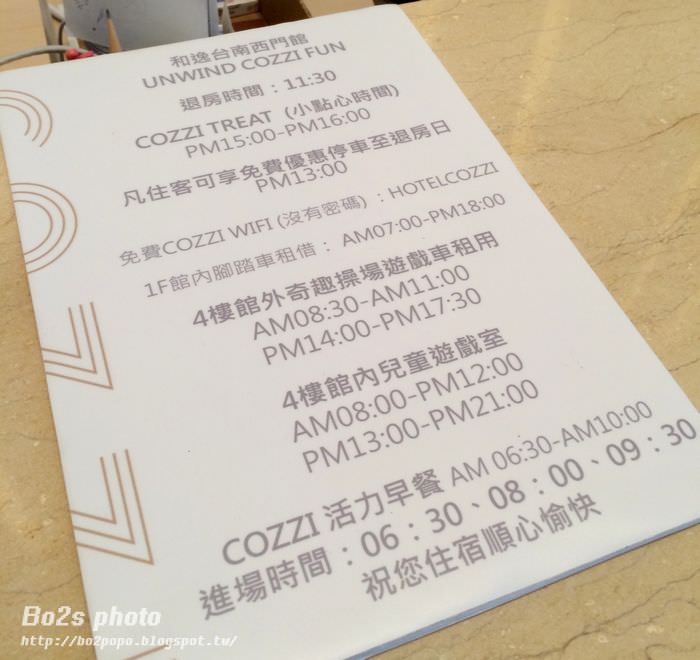 和逸台南西門館
UNWIND COZZI FUN
退房時間：11:30
COZZI TREAT (小點心時間)
PM15:00-PM16:00
凡住客可享免費優惠停車至退房日
PM13:00
免費COZZI WIFI (沒有密碼) : HOTELCOZZI
1F館內腳踏車租借： AM07:00-PM18:00
4樓館外奇趣操場遊戲車租用
AM08:30-AM11:00
PM14:00-PM17:30
4樓館內兒童遊戲室
AM08:00-PM12:00
PM13:00-PM21:00
COZZI 活力早餐 AM 06:30-AM10:00
進場時間：06：30、08：00、09：30
祝您住宿順心愉快
Bo2s photo
http://bo2papa.blogspot.tw/